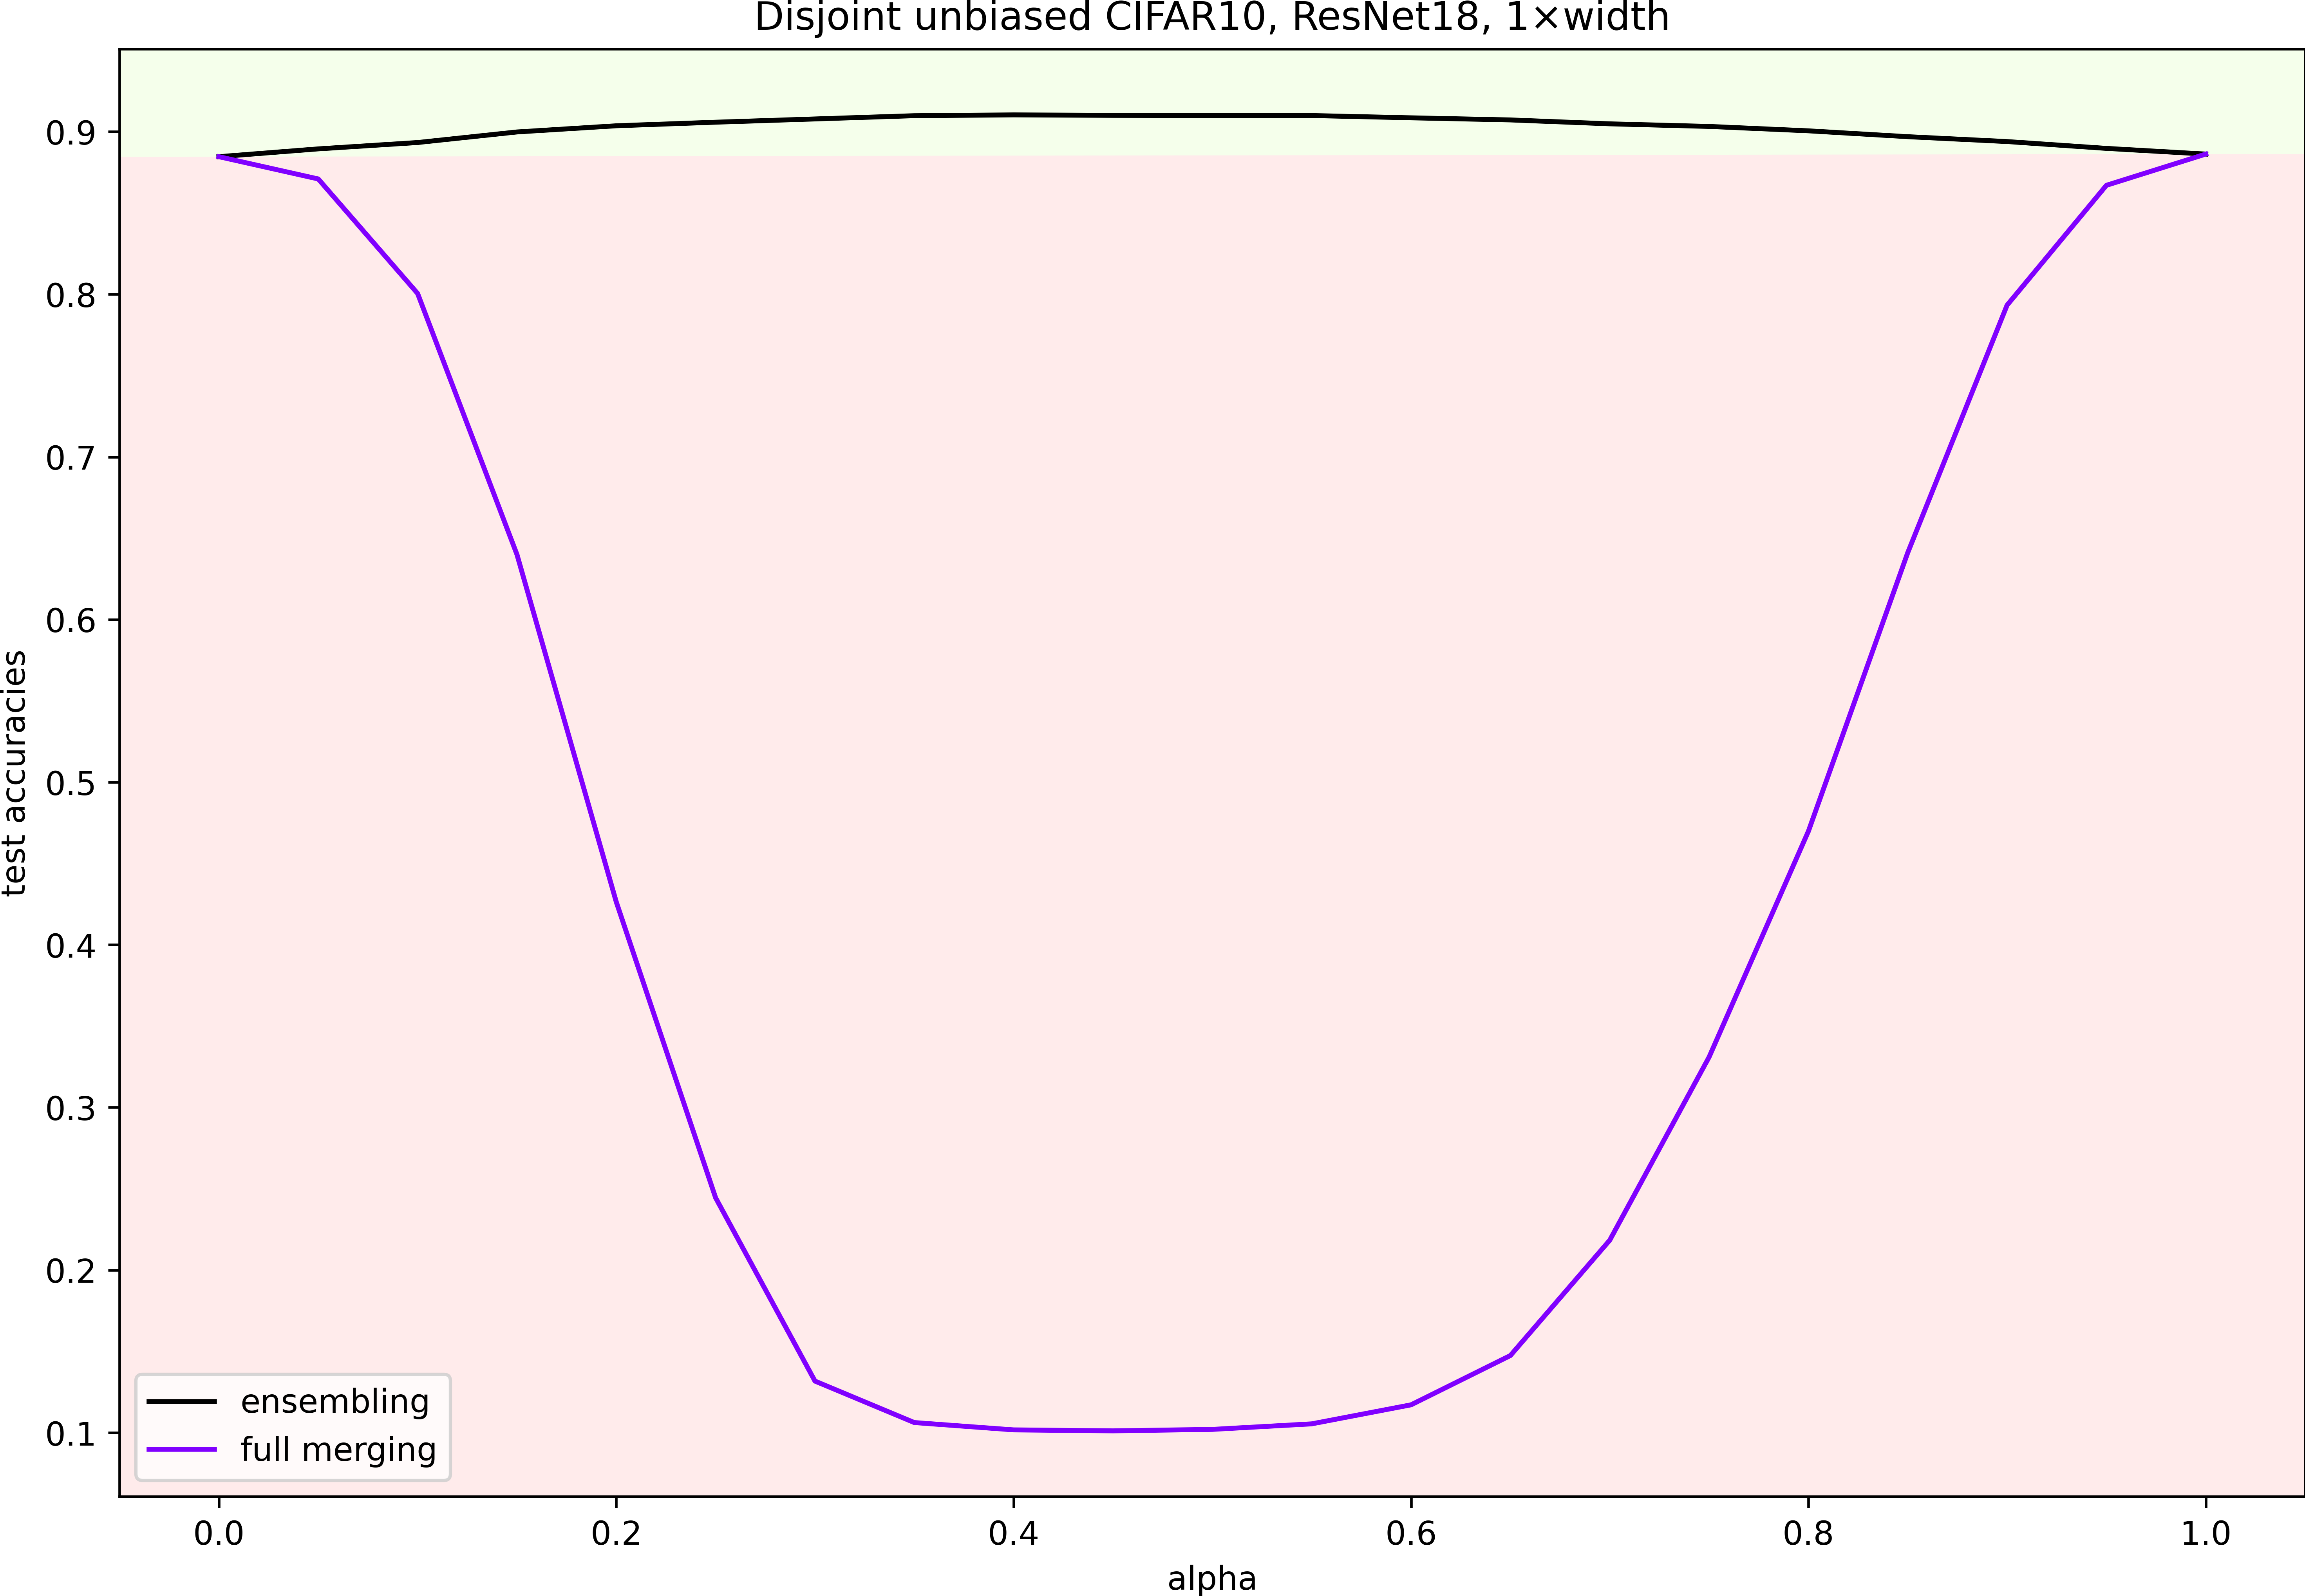 Disjoint unbiased CIFAR10, ResNet18, 1×width
test accuracies
0.9
0.8
0.7
0.6
0.5
0.4
0.3
0.2
0.1
ensembling
full merging
0.0 0.2 0.4 0.6 0.8 1.0
alpha